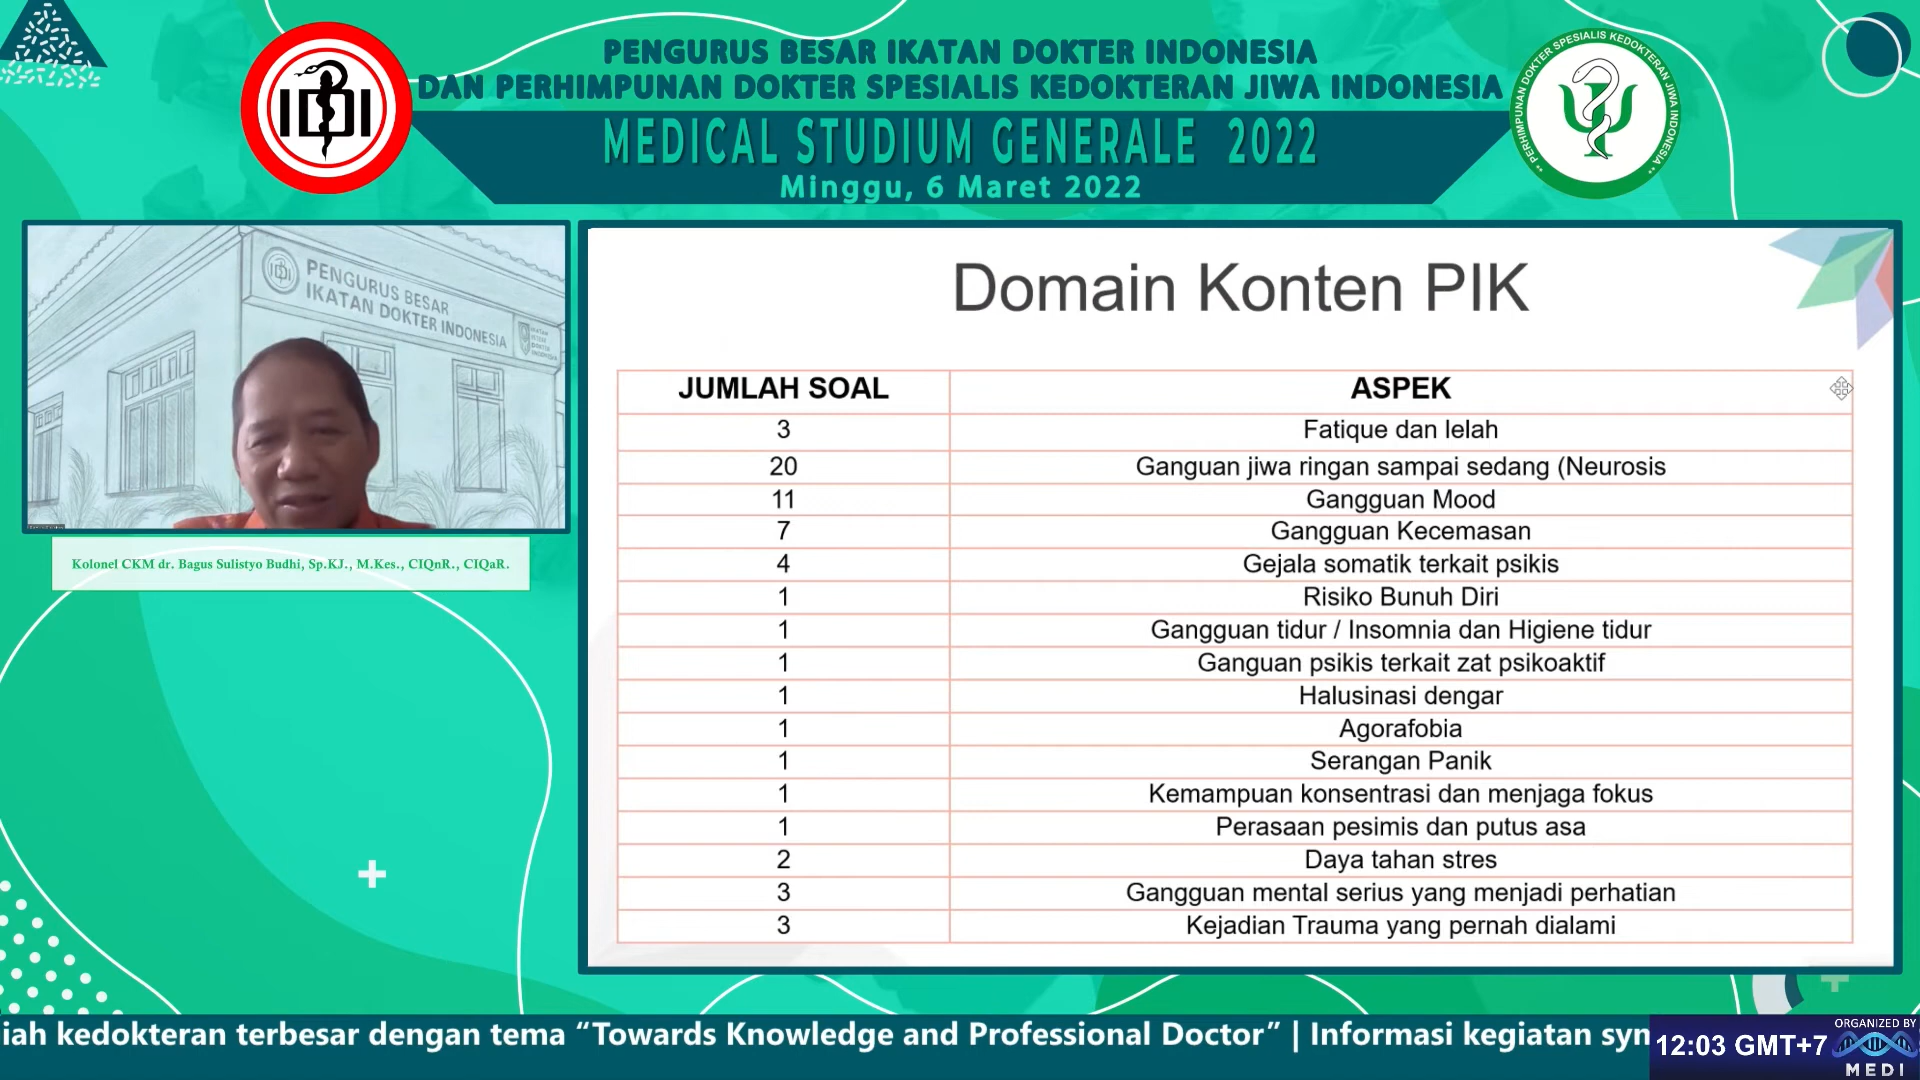 PENGURUS BESAR IKATAN DOKTER INDONESIA
DAN PERHIMPUNAN DOKTER SPESIALIS KEDOKTERAN JIWA INDONESIA
MEDICAL STUDIUM GENERALE 2022
Minggu, 6 Maret 2022
IDI
PERHIMPUNAN DOKTER SPESIALIS KEDOKTERAN JIWA INDONESIA
PENGURUS BESAR
IKATAN DOKTER INDONESIA
Kolonel CKM dr. Bagus Sulistyo Budhi, Sp.KJ., M.Kes., CIQnR., CIQaR.
Domain Konten PIK
JUMLAH SOAL ASPEK
3 Fatique dan lelah
20 Ganguan jiwa ringan sampai sedang (Neurosis
11 Gangguan Mood
7 Gangguan Kecemasan
4 Gejala somatik terkait psikis
1 Risiko Bunuh Diri
1 Gangguan tidur / Insomnia dan Higiene tidur
1 Ganguan psikis terkait zat psikoaktif
1 Halusinasi dengar
1 Agorafobia
1 Serangan Panik
1 Kemampuan konsentrasi dan menjaga fokus
1 Perasaan pesimis dan putus asa
2 Daya tahan stres
3 Gangguan mental serius yang menjadi perhatian
3 Kejadian Trauma yang pernah dialami
iah kedokteran terbesar dengan tema “Towards Knowledge and Professional Doctor” | Informasi kegiatan syn
12:03 GMT+7
ORGANIZED BY
MEDI